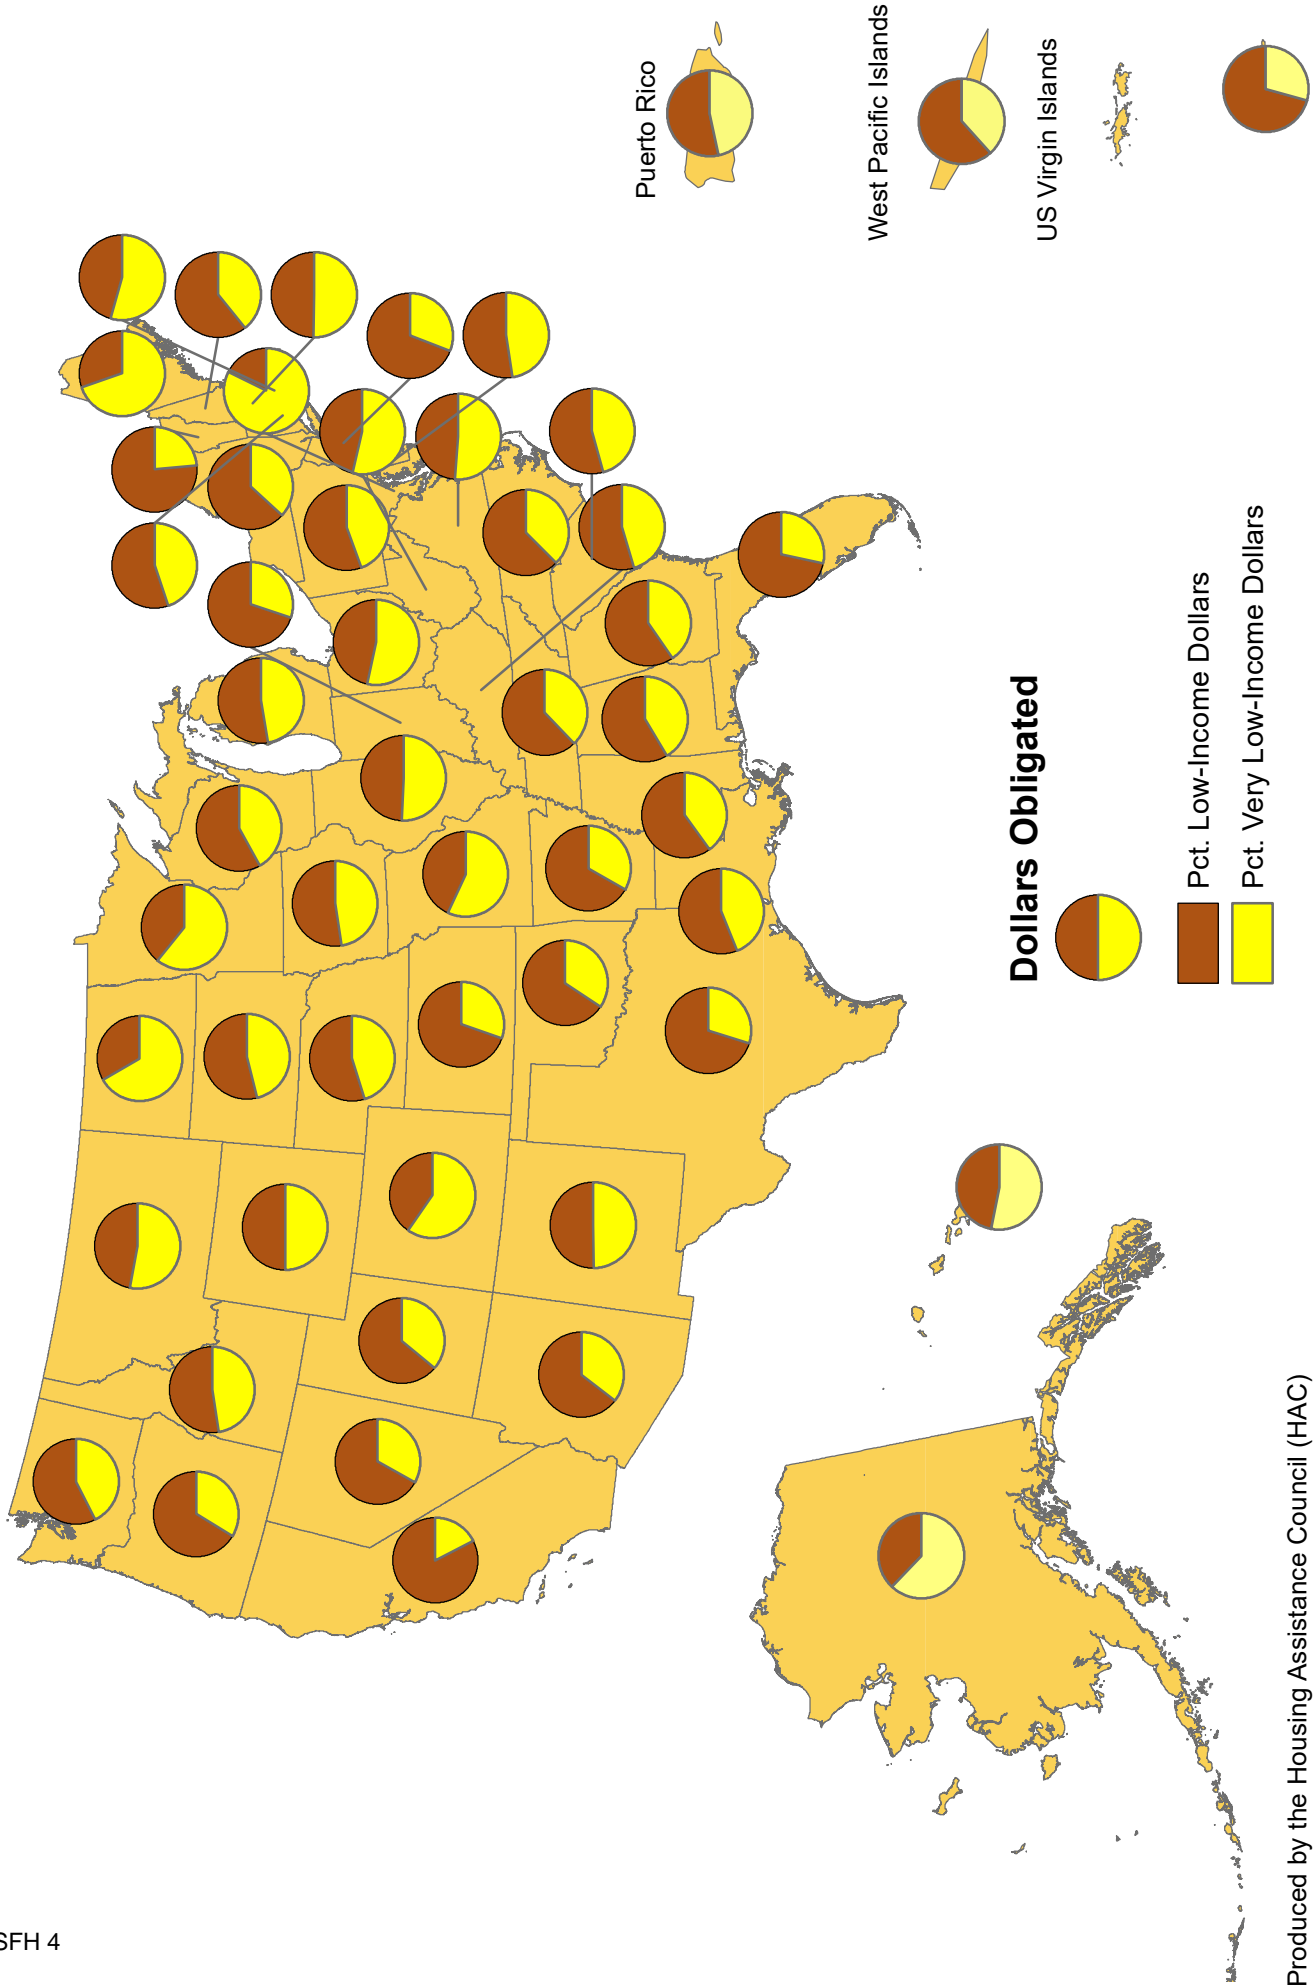 SFH 4
Puerto Rico
West Pacific Islands
US Virgin Islands
Dollars Obligated
Pct. Low-Income Dollars
Pct. Very Low-Income Dollars
Produced by the Housing Assistance Council (HAC)